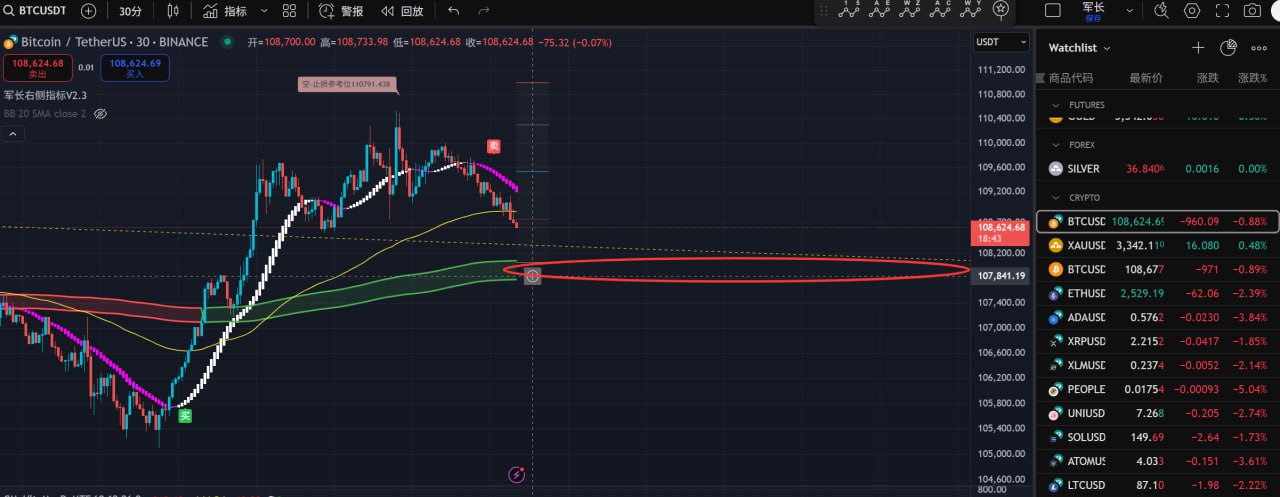 BTCUSDT 30分 指标 警报 回放
1 5 A E W Z A C W Y
军长
保存
Bitcoin / TetherUS · 30 · BINANCE 开=108,700.00 高=108,733.98 低=108,624.68 收=108,624.68 -75.32 (-0.07%)
108,624.68
卖出
0.01
108,624.69
买入
军长右侧指标V2.3
BB 20 SMA close 2
空·止损参考位110791.438
卖
买
USDT
111,200.00
110,800.00
110,400.00
110,000.00
109,600.00
109,200.00
108,624.68
18:43
108,200.00
107,841.19
107,400.00
107,000.00
106,600.00
106,200.00
105,800.00
105,400.00
105,000.00
104,600.00
800.00
Watchlist
商品代码 最新价 涨跌 涨跌%
FUTURES
FOREX
SILVER 36.8406 0.0016 0.00%
CRYPTO
BTCUSD 108,624.69 -960.09 -0.88%
XAUUSD 3,342.110 16.080 0.48%
BTCUSD 108,677 -971 -0.89%
ETHUSD 2,529.19 -62.06 -2.39%
ADAUSD 0.5762 -0.0230 -3.84%
XRPUSD 2.2152 -0.0417 -1.85%
XLMUSD 0.2374 -0.0052 -2.14%
PEOPLE 0.01754 -0.00093 -5.04%
UNIUSD 7.268 -0.205 -2.74%
SOLUSD 149.69 -2.64 -1.73%
ATOMUS 4.033 -0.151 -3.61%
LTCUSD 87.10 -1.98 -2.22%